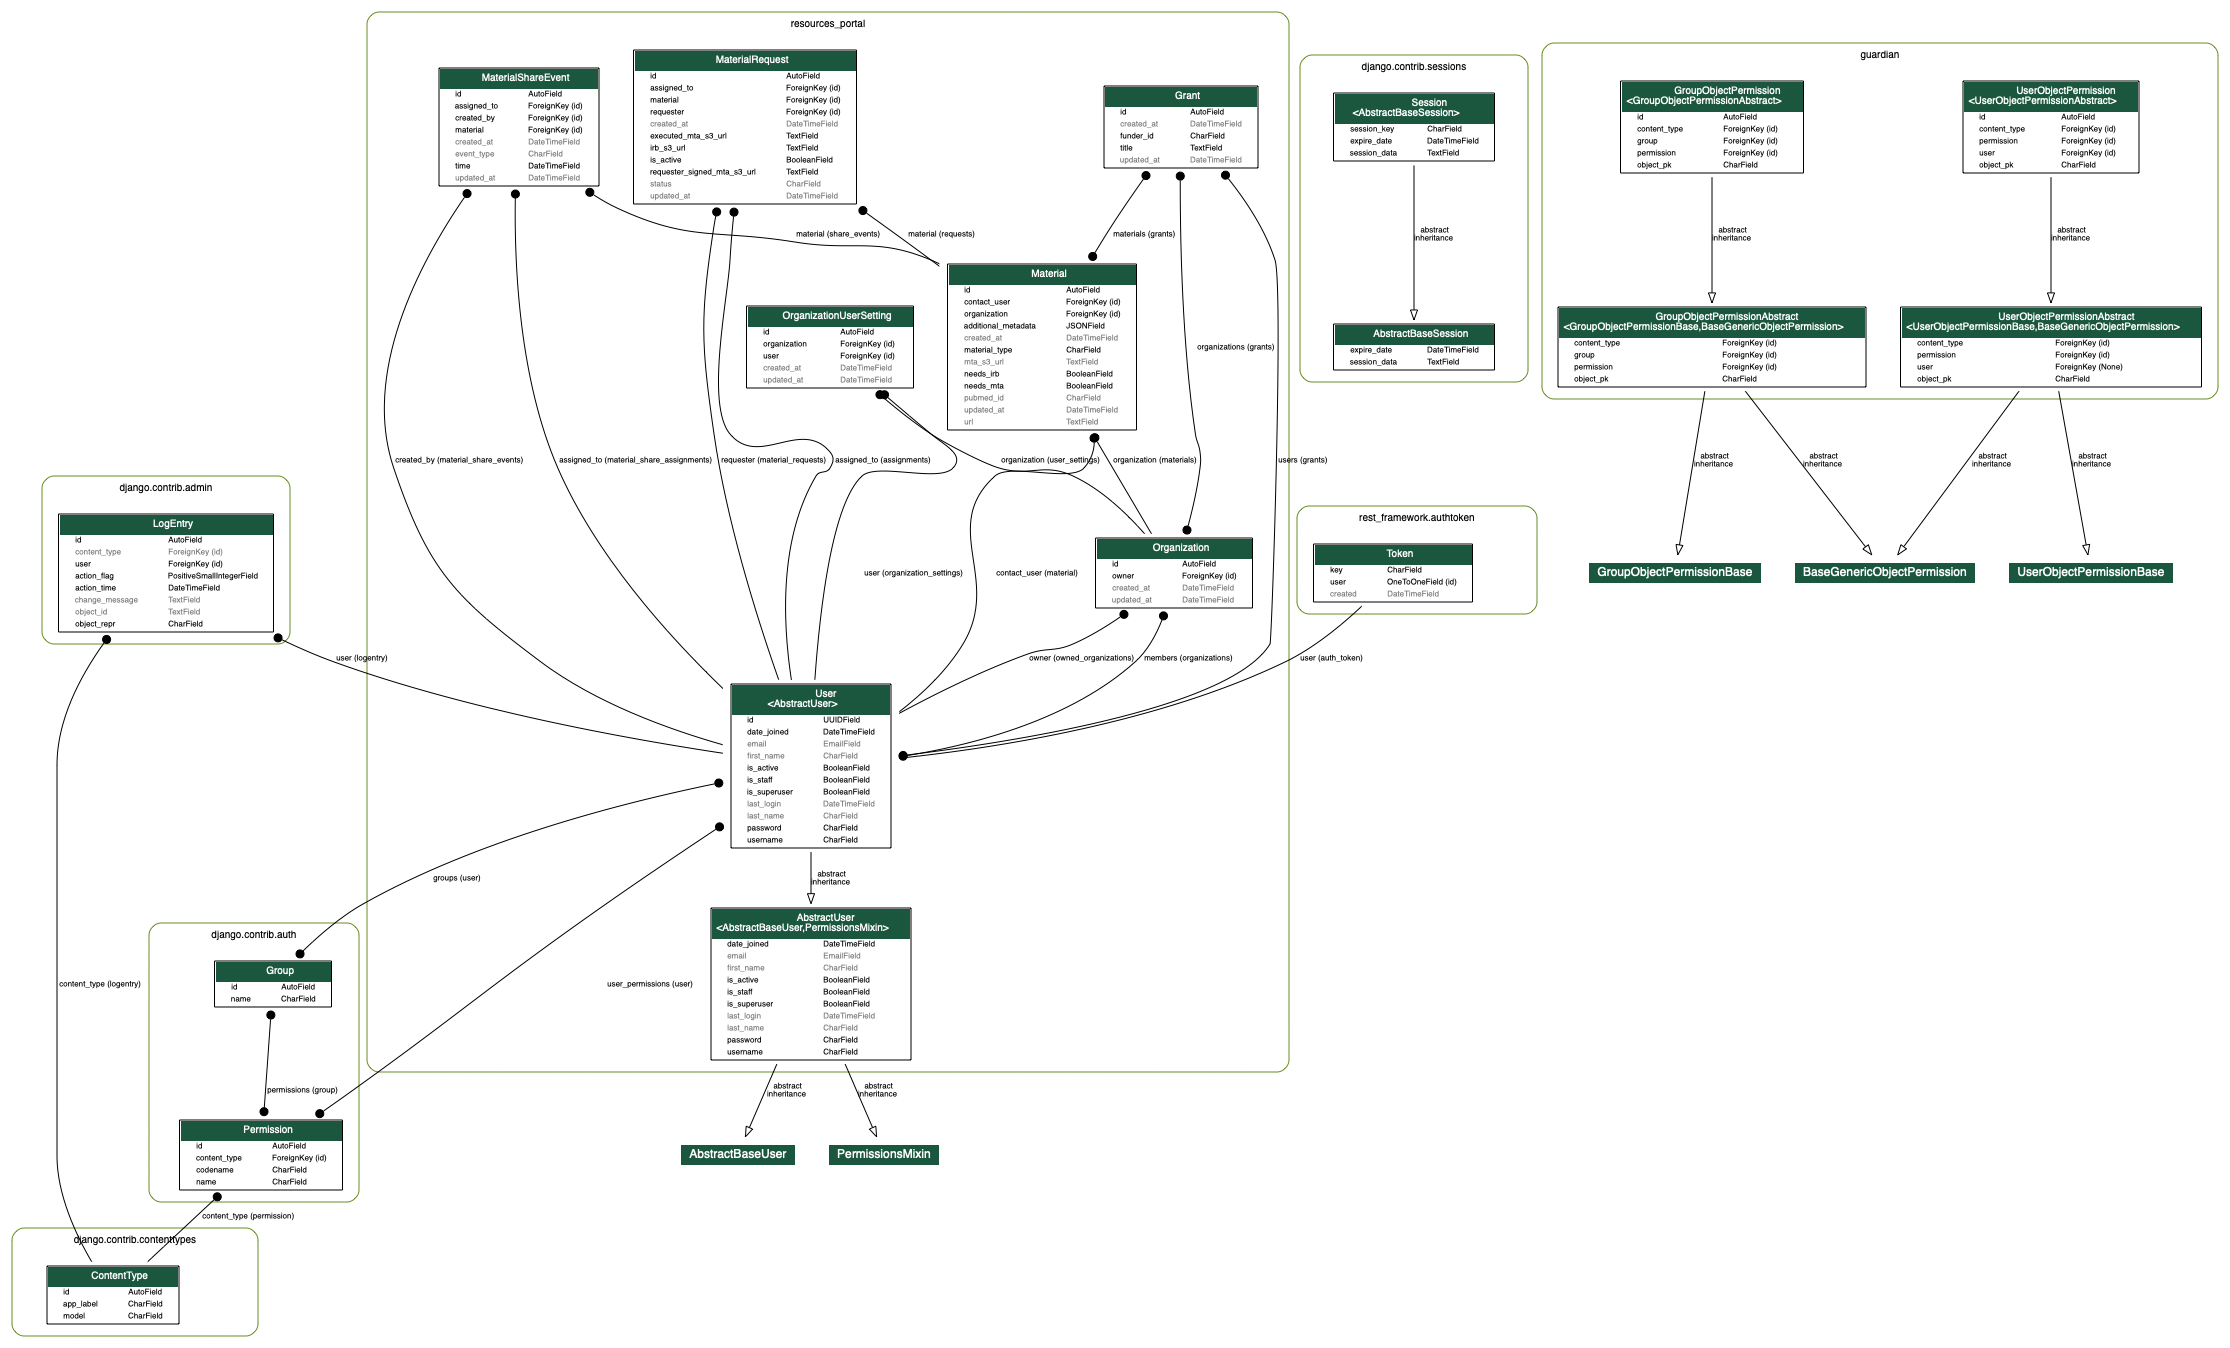 resources_portal
MaterialShareEvent
id AutoField
assigned_to ForeignKey (id)
created_by ForeignKey (id)
material ForeignKey (id)
created_at DateTimeField
event_type CharField
time DateTimeField
updated_at DateTimeField
MaterialRequest
id AutoField
assigned_to ForeignKey (id)
material ForeignKey (id)
requester ForeignKey (id)
created_at DateTimeField
executed_mta_s3_url TextField
irb_s3_url TextField
is_active BooleanField
requester_signed_mta_s3_url TextField
status CharField
updated_at DateTimeField
Grant
id AutoField
created_at DateTimeField
funder_id CharField
title TextField
updated_at DateTimeField
material (share_events)
material (requests)
materials (grants)
Material
id AutoField
contact_user ForeignKey (id)
organization ForeignKey (id)
additional_metadata JSONField
created_at DateTimeField
material_type CharField
mta_s3_url TextField
needs_irb BooleanField
needs_mta BooleanField
pubmed_id CharField
updated_at DateTimeField
url TextField
OrganizationUserSetting
id AutoField
organization ForeignKey (id)
user ForeignKey (id)
created_at DateTimeField
updated_at DateTimeField
organizations (grants)
created_by (material_share_events)
assigned_to (material_share_assignments)
requester (material_requests)
assigned_to (assignments)
organization (user_settings)
organization (materials)
users (grants)
Organization
id AutoField
owner ForeignKey (id)
created_at DateTimeField
updated_at DateTimeField
user (organization_settings)
contact_user (material)
owner (owned_organizations)
members (organizations)
user (auth_token)
user (logentry)
User
<AbstractUser>
id UUIDField
date_joined DateTimeField
email EmailField
first_name CharField
is_active BooleanField
is_staff BooleanField
is_superuser BooleanField
last_login DateTimeField
last_name CharField
password CharField
username CharField
abstract
inheritance
AbstractUser
<AbstractBaseUser,PermissionsMixin>
date_joined DateTimeField
email EmailField
first_name CharField
is_active BooleanField
is_staff BooleanField
is_superuser BooleanField
last_login DateTimeField
last_name CharField
password CharField
username CharField
abstract
inheritance
abstract
inheritance
AbstractBaseUser
PermissionsMixin
django.contrib.sessions
Session
<AbstractBaseSession>
session_key CharField
expire_date DateTimeField
session_data TextField
abstract
inheritance
AbstractBaseSession
expire_date DateTimeField
session_data TextField
guardian
GroupObjectPermission
<GroupObjectPermissionAbstract>
id AutoField
content_type ForeignKey (id)
group ForeignKey (id)
permission ForeignKey (id)
object_pk CharField
UserObjectPermission
<UserObjectPermissionAbstract>
id AutoField
content_type ForeignKey (id)
permission ForeignKey (id)
user ForeignKey (id)
object_pk CharField
abstract
inheritance
abstract
inheritance
GroupObjectPermissionAbstract
<GroupObjectPermissionBase,BaseGenericObjectPermission>
content_type ForeignKey (id)
group ForeignKey (id)
permission ForeignKey (id)
object_pk CharField
UserObjectPermissionAbstract
<UserObjectPermissionBase,BaseGenericObjectPermission>
content_type ForeignKey (id)
permission ForeignKey (id)
user ForeignKey (None)
object_pk CharField
abstract
inheritance
abstract
inheritance
abstract
inheritance
abstract
inheritance
GroupObjectPermissionBase
BaseGenericObjectPermission
UserObjectPermissionBase
rest_framework.authtoken
Token
key CharField
user OneToOneField (id)
created DateTimeField
django.contrib.admin
LogEntry
id AutoField
content_type ForeignKey (id)
user ForeignKey (id)
action_flag PositiveSmallIntegerField
action_time DateTimeField
change_message TextField
object_id TextField
object_repr CharField
groups (user)
content_type (logentry)
user_permissions (user)
django.contrib.auth
Group
id AutoField
name CharField
permissions (group)
Permission
id AutoField
content_type ForeignKey (id)
codename CharField
name CharField
content_type (permission)
django.contrib.contenttypes
ContentType
id AutoField
app_label CharField
model CharField